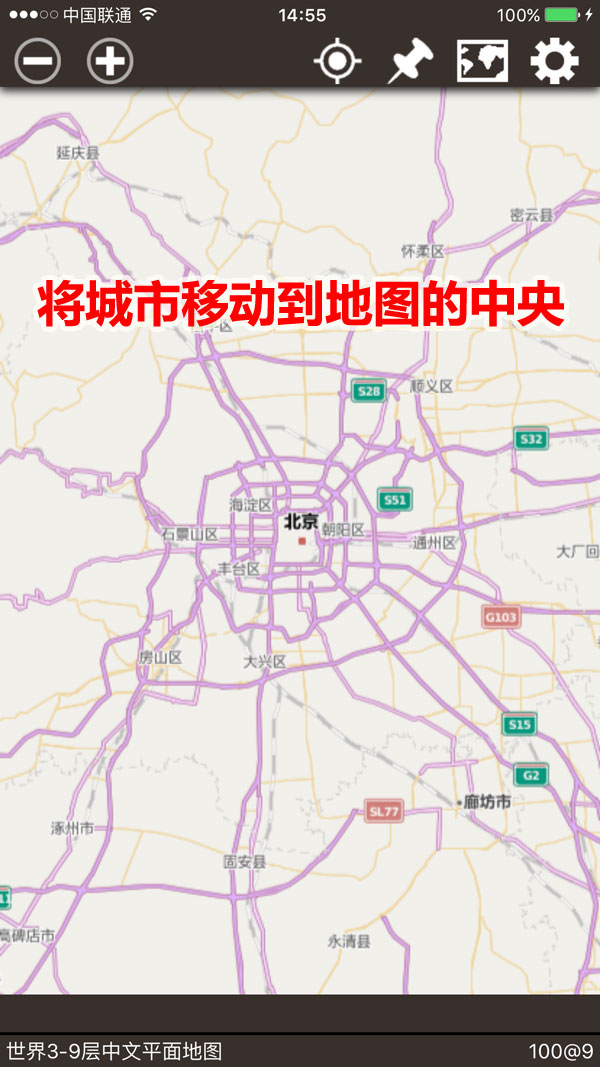 中国联通 14:55 100%
延庆县
密云县
怀柔区
将城市移动到地图的中央
S28 顺义区
S32
S51
海淀区
北京
石景山区 朝阳区 通州区
大厂回
丰台区
G103
房山区 大兴区
S15
G2
廊坊市
SL77
涿州市
固安县
高碑店市
永清县
世界3-9层中文平面地图 100@9